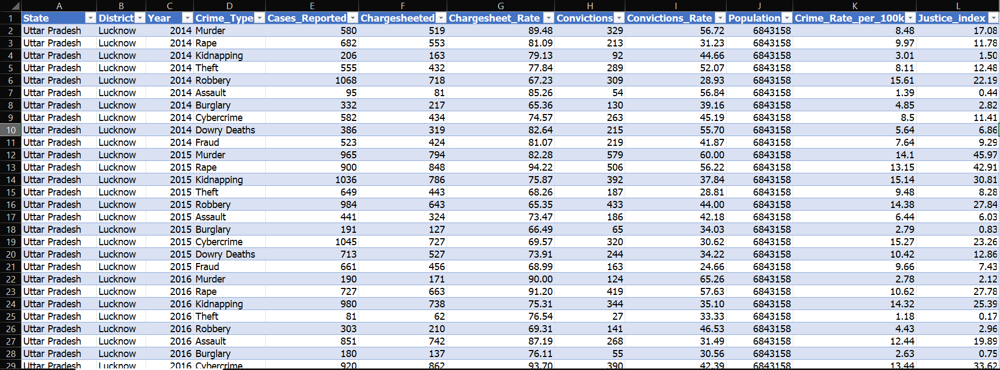 A B C D E F G H I J K L
1 State District Year Crime_Type Cases_Reported Chargesheeted Chargesheet_Rate Convictions Convictions_Rate Population Crime_Rate_per_100k Justice_index
2 Uttar Pradesh Lucknow 2014 Murder 580 519 89.48 329 56.72 6843158 8.48 17.08
3 Uttar Pradesh Lucknow 2014 Rape 682 553 81.09 213 31.23 6843158 9.97 11.78
4 Uttar Pradesh Lucknow 2014 Kidnapping 206 163 79.13 92 44.66 6843158 3.01 1.50
5 Uttar Pradesh Lucknow 2014 Theft 555 432 77.84 289 52.07 6843158 8.11 12.48
6 Uttar Pradesh Lucknow 2014 Robbery 1068 718 67.23 309 28.93 6843158 15.61 22.19
7 Uttar Pradesh Lucknow 2014 Assault 95 81 85.26 54 56.84 6843158 1.39 0.44
8 Uttar Pradesh Lucknow 2014 Burglary 332 217 65.36 130 39.16 6843158 4.85 2.82
9 Uttar Pradesh Lucknow 2014 Cybercrime 582 434 74.57 263 45.19 6843158 8.5 11.41
10 Uttar Pradesh Lucknow 2014 Dowry Deaths 386 319 82.64 215 55.70 6843158 5.64 6.86
11 Uttar Pradesh Lucknow 2014 Fraud 523 424 81.07 219 41.87 6843158 7.64 9.29
12 Uttar Pradesh Lucknow 2015 Murder 965 794 82.28 579 60.00 6843158 14.1 45.97
13 Uttar Pradesh Lucknow 2015 Rape 900 848 94.22 506 56.22 6843158 13.15 42.91
14 Uttar Pradesh Lucknow 2015 Kidnapping 1036 786 75.87 392 37.84 6843158 15.14 30.81
15 Uttar Pradesh Lucknow 2015 Theft 649 443 68.26 187 28.81 6843158 9.48 8.28
16 Uttar Pradesh Lucknow 2015 Robbery 984 643 65.35 433 44.00 6843158 14.38 27.84
17 Uttar Pradesh Lucknow 2015 Assault 441 324 73.47 186 42.18 6843158 6.44 6.03
18 Uttar Pradesh Lucknow 2015 Burglary 191 127 66.49 65 34.03 6843158 2.79 0.83
19 Uttar Pradesh Lucknow 2015 Cybercrime 1045 727 69.57 320 30.62 6843158 15.27 23.26
20 Uttar Pradesh Lucknow 2015 Dowry Deaths 713 527 73.91 244 34.22 6843158 10.42 12.86
21 Uttar Pradesh Lucknow 2015 Fraud 661 456 68.99 163 24.66 6843158 9.66 7.43
22 Uttar Pradesh Lucknow 2016 Murder 190 171 90.00 124 65.26 6843158 2.78 2.12
23 Uttar Pradesh Lucknow 2016 Rape 727 663 91.20 419 57.63 6843158 10.62 27.78
24 Uttar Pradesh Lucknow 2016 Kidnapping 980 738 75.31 344 35.10 6843158 14.32 25.39
25 Uttar Pradesh Lucknow 2016 Theft 81 62 76.54 27 33.33 6843158 1.18 0.17
26 Uttar Pradesh Lucknow 2016 Robbery 303 210 69.31 141 46.53 6843158 4.43 2.96
27 Uttar Pradesh Lucknow 2016 Assault 851 742 87.19 268 31.49 6843158 12.44 19.89
28 Uttar Pradesh Lucknow 2016 Burglary 180 137 76.11 55 30.56 6843158 2.63 0.75
29 Uttar Pradesh Lucknow 2016 Cybercrime 920 862 93.70 390 42.39 6843158 13.44 33.62